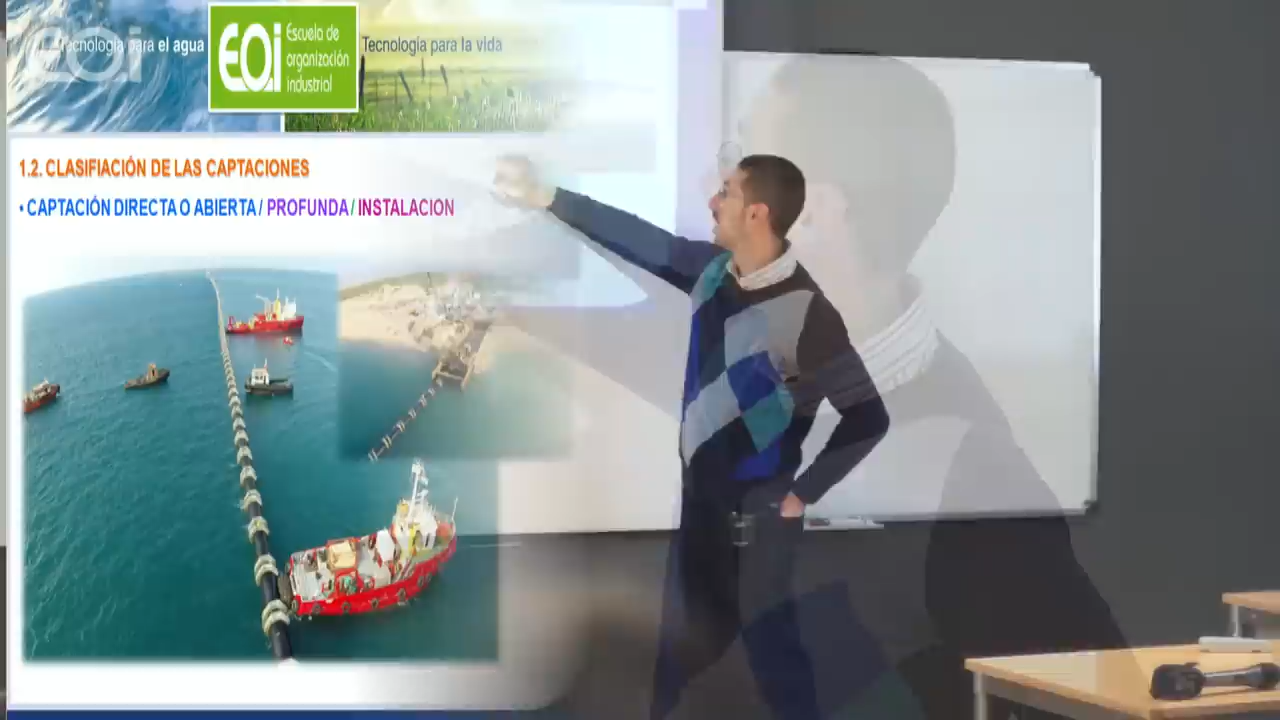 Tecnología para el agua
EOi
Escuela de
organización
industrial
Tecnología para la vida
EOi
1.2. CLASIFIACIÓN DE LAS CAPTACIONES
• CAPTACIÓN DIRECTA O ABIERTA / PROFUNDA / INSTALACION